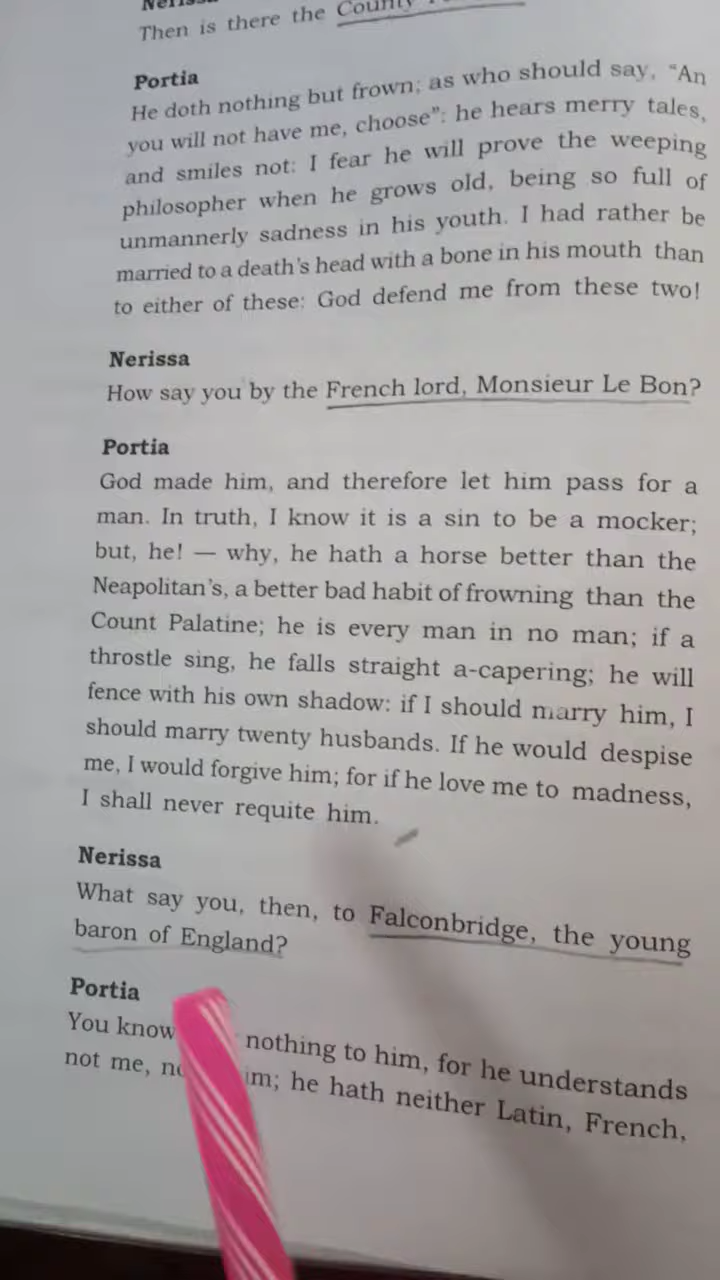 Nerissa
Then is there the County
Portia
He doth nothing but frown; as who should say, “An
you will not have me, choose”: he hears merry tales,
and smiles not: I fear he will prove the weeping
philosopher when he grows old, being so full of
unmannerly sadness in his youth. I had rather be
married to a death’s head with a bone in his mouth than
to either of these: God defend me from these two!
Nerissa
How say you by the French lord, Monsieur Le Bon?
Portia
God made him, and therefore let him pass for a
man. In truth, I know it is a sin to be a mocker;
but, he! — why, he hath a horse better than the
Neapolitan’s, a better bad habit of frowning than the
Count Palatine; he is every man in no man; if a
throstle sing, he falls straight a-capering; he will
fence with his own shadow: if I should marry him, I
should marry twenty husbands. If he would despise
me, I would forgive him; for if he love me to madness,
I shall never requite him.
Nerissa
What say you, then, to Falconbridge, the young
baron of England?
Portia
You know nothing to him, for he understands
not me, him; he hath neither Latin, French,